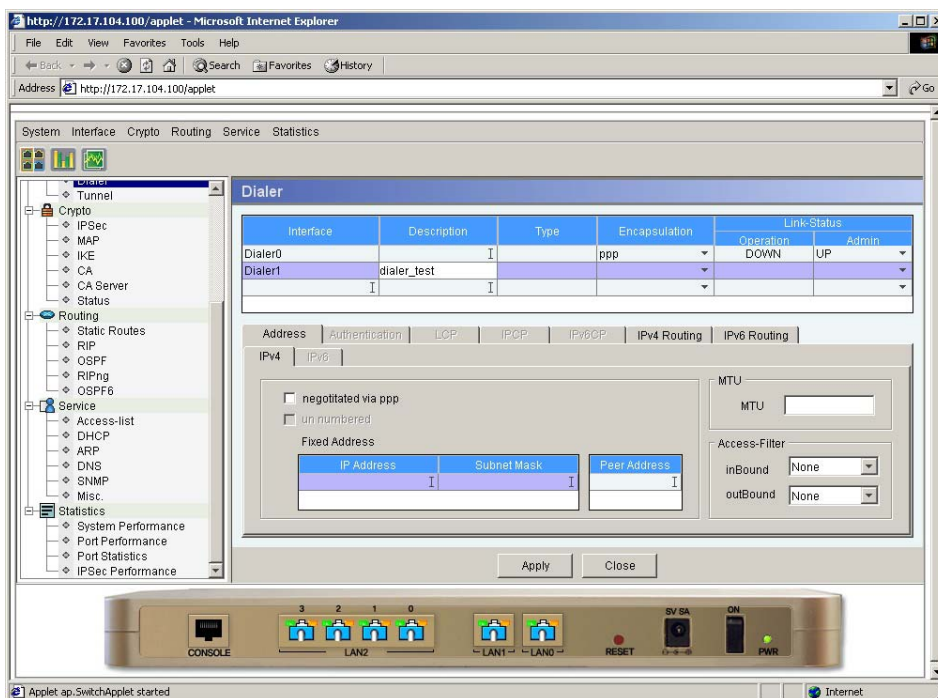 http://172.17.104.100/applet - Microsoft Internet Explorer
File Edit View Favorites Tools Help
Back Search Favorites History
Address http://172.17.104.100/applet Go
System Interface Crypto Routing Service Statistics
Dialer
Tunnel
Crypto
IPSec
MAP
IKE
CA
CA Server
Status
Routing
Static Routes
RIP
OSPF
RIPng
OSPF6
Service
Access-list
DHCP
ARP
DNS
SNMP
Misc.
Statistics
System Performance
Port Performance
Port Statistics
IPSec Performance
Dialer
Interface Description Type Encapsulation Link-Status
Operation Admin
Dialer0 ppp DOWN UP
Dialer1 dialer_test
Address Authentication LCP IPCP IPv6CP IPv4 Routing IPv6 Routing
IPv4 IPv6
negotitated via ppp
un numbered
Fixed Address
IP Address Subnet Mask Peer Address
MTU
MTU
Access-Filter
inBound None
outBound None
Apply Close
CONSOLE
3 2 1 0
LAN2
LAN1 LAN0
RESET
5V 5A
ON
PWR
Applet ap.SwitchApplet started Internet